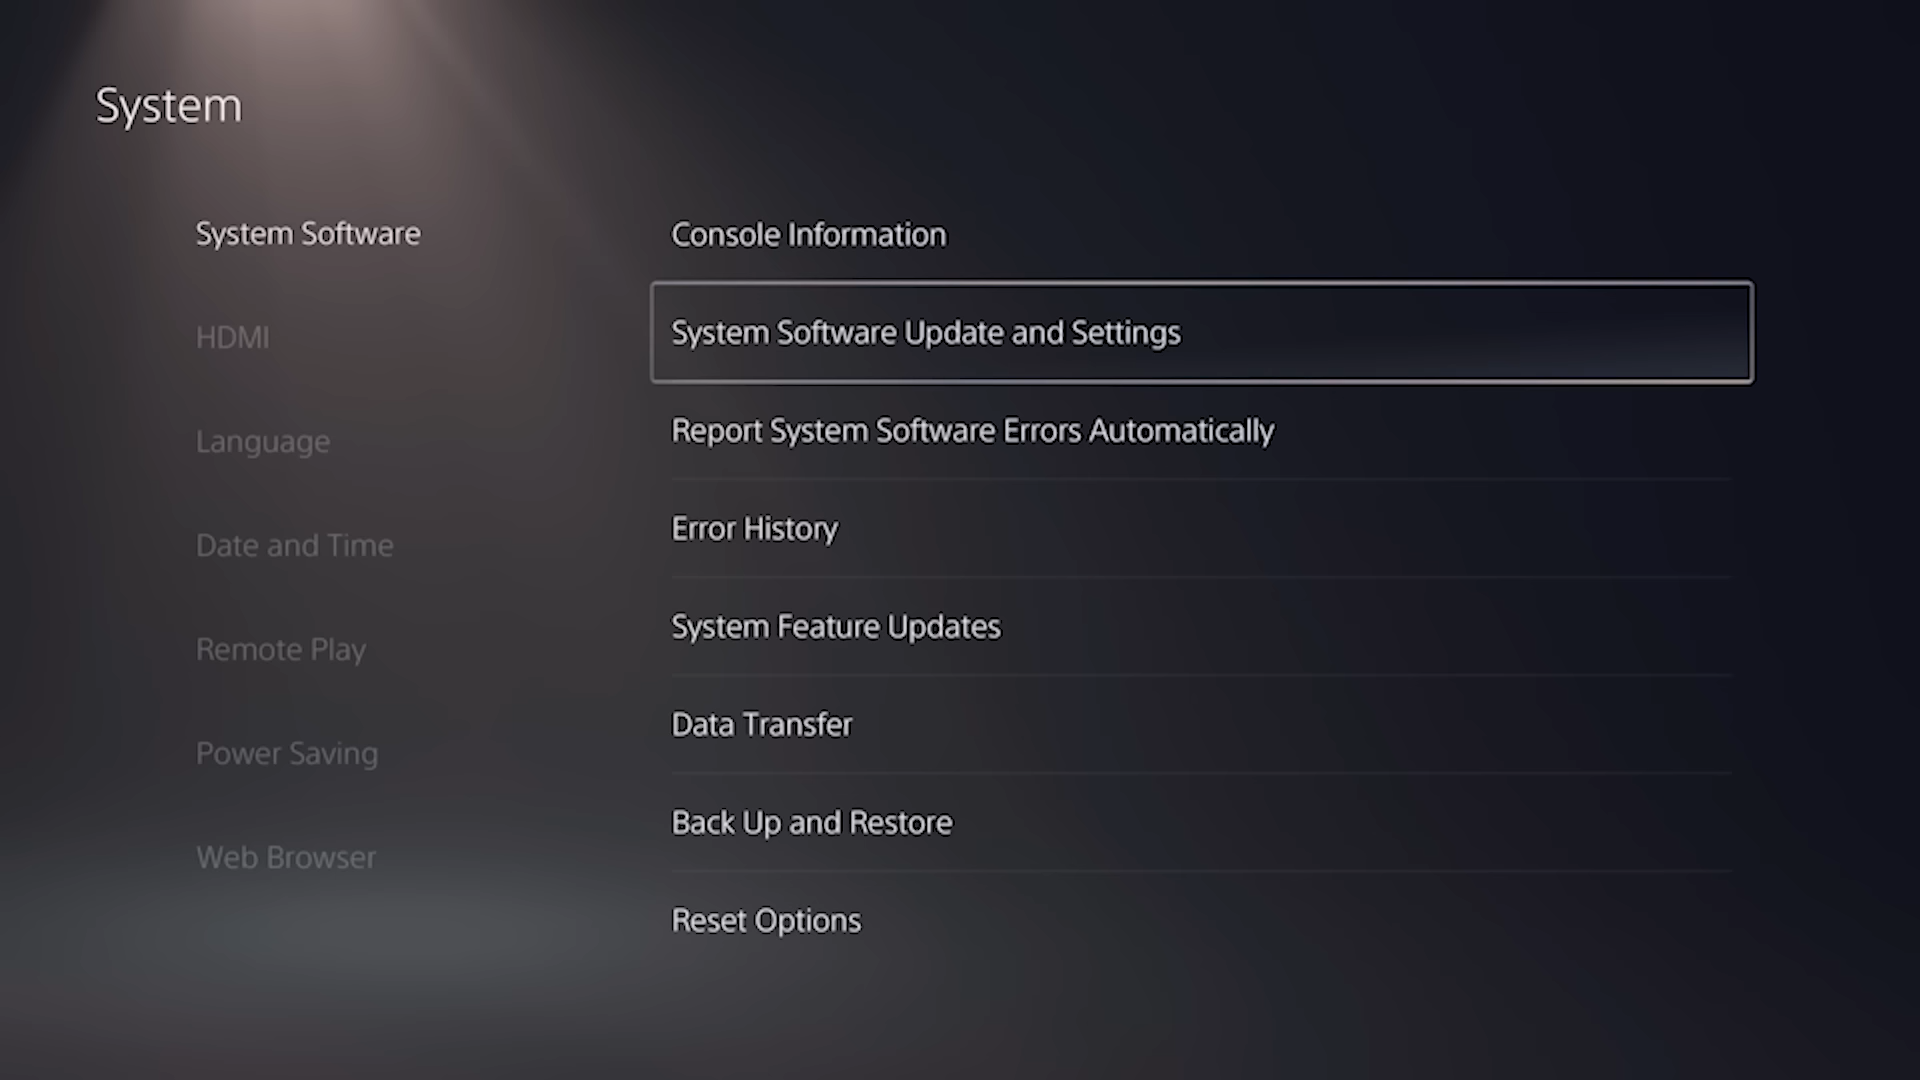 System
System Software
HDMI
Language
Date and Time
Remote Play
Power Saving
Web Browser
Console Information
System Software Update and Settings
Report System Software Errors Automatically
Error History
System Feature Updates
Data Transfer
Back Up and Restore
Reset Options